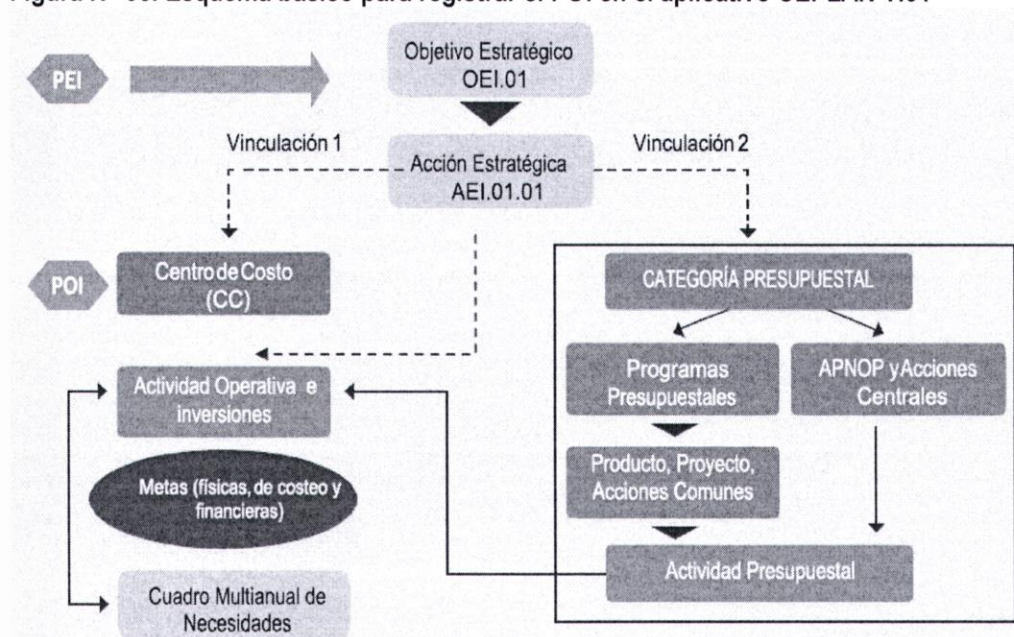 PEI
Objetivo Estratégico
OEI.01
Vinculación 1
Vinculación 2
Acción Estratégica
AEI.01.01
POI
Centro de Costo
(CC)
CATEGORÍA PRESUPUESTAL
Actividad Operativa e
inversiones
Programas
Presupuestales
APNOP y Acciones
Centrales
Metas (físicas, de costeo y
financieras)
Producto, Proyecto,
Acciones Comunes
Actividad Presupuestal
Cuadro Multianual de
Necesidades